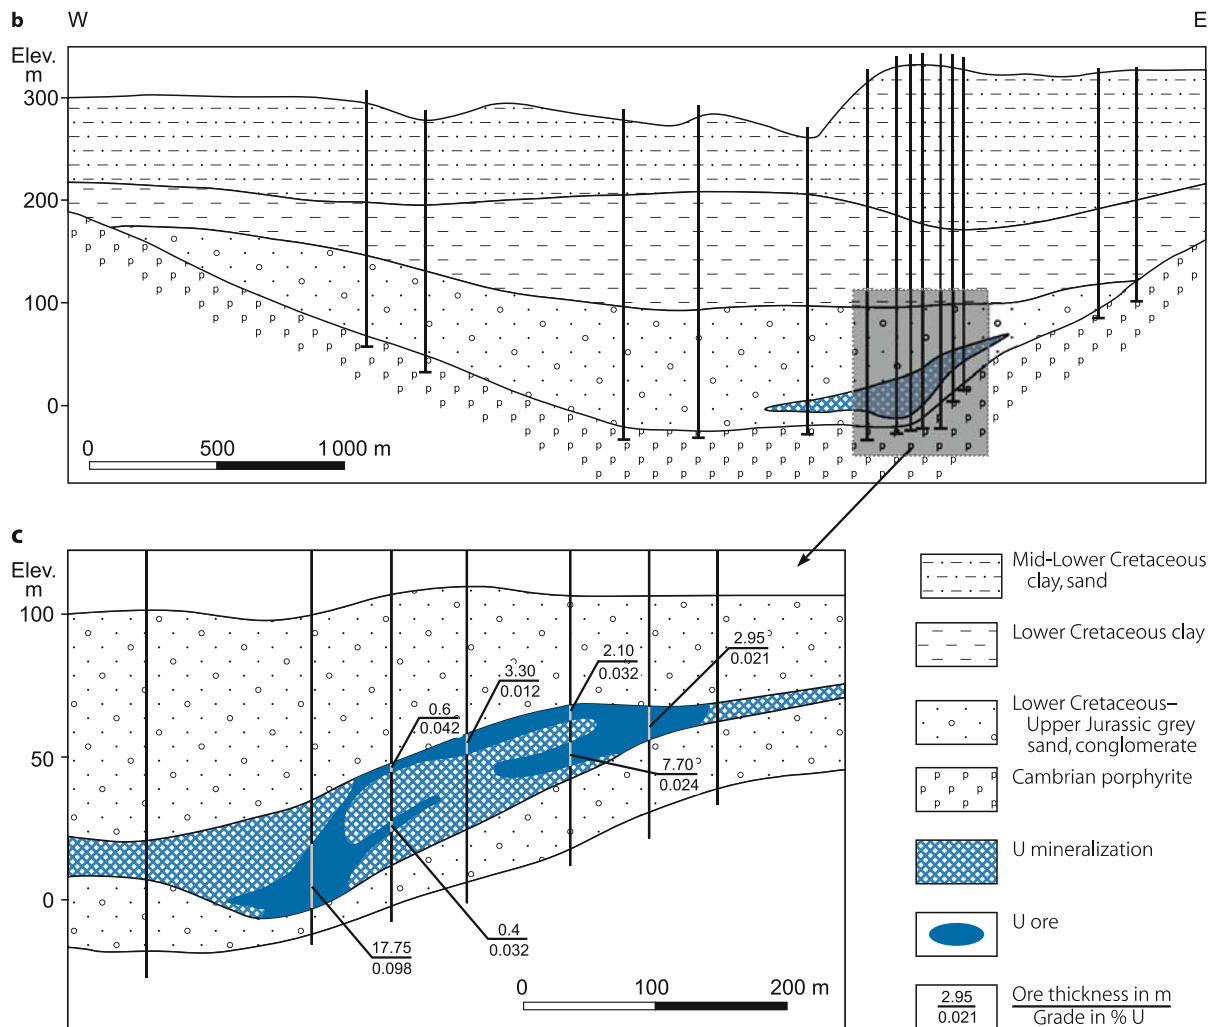 b W E
Elev.
m
300
200
100
0
0 500 1000 m
c
Elev.
m
100
50
0
0.6
0.042
3.30
0.012
2.10
0.032
2.95
0.021
7.70
0.024
0.4
0.032
17.75
0.098
0 100 200 m
Mid-Lower Cretaceous
clay, sand
Lower Cretaceous clay
Lower Cretaceous–
Upper Jurassic grey
sand, conglomerate
Cambrian porphyrite
U mineralization
U ore
2.95
0.021
Ore thickness in m
Grade in % U